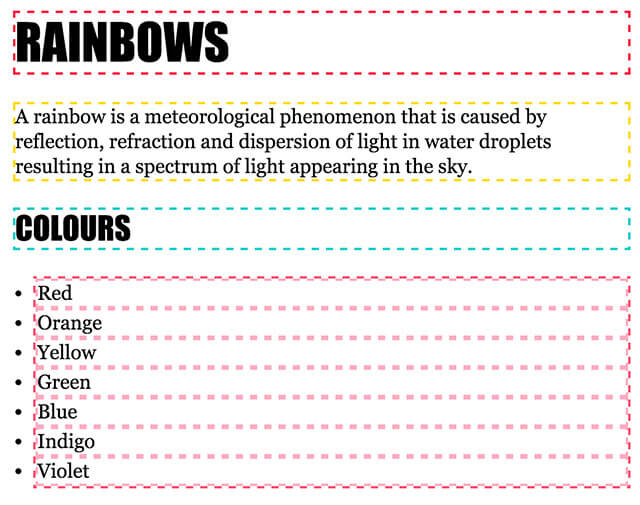 RAINBOWS
A rainbow is a meteorological phenomenon that is caused by
reflection, refraction and dispersion of light in water droplets
resulting in a spectrum of light appearing in the sky.
COLOURS
• Red
• Orange
• Yellow
• Green
• Blue
• Indigo
• Violet